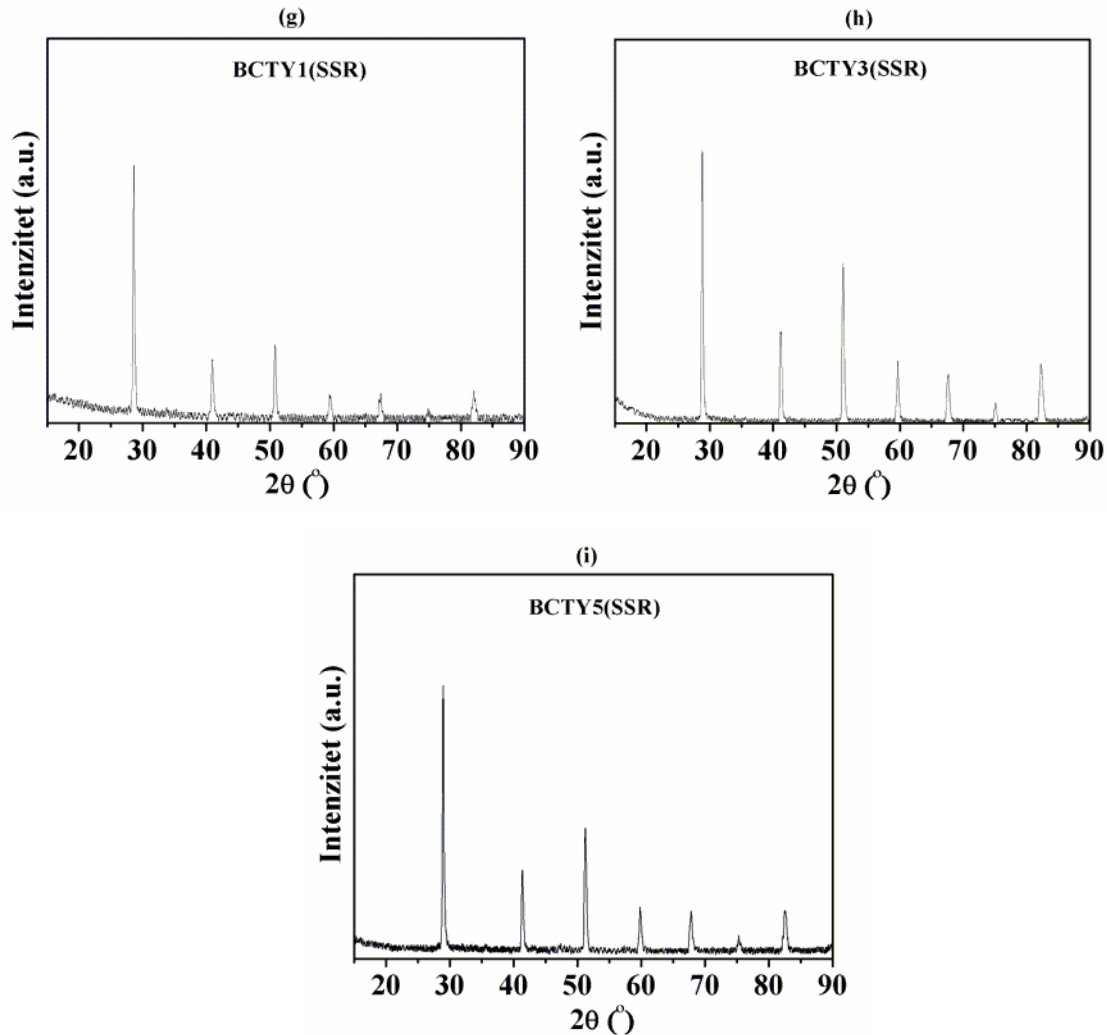 (g)
BCTY1(SSR)
Intenzitet (a.u.)
20 30 40 50 60 70 80 90
2θ (°)
(h)
BCTY3(SSR)
Intenzitet (a.u.)
20 30 40 50 60 70 80 90
2θ (°)
(i)
BCTY5(SSR)
Intenzitet (a.u.)
20 30 40 50 60 70 80 90
2θ (°)